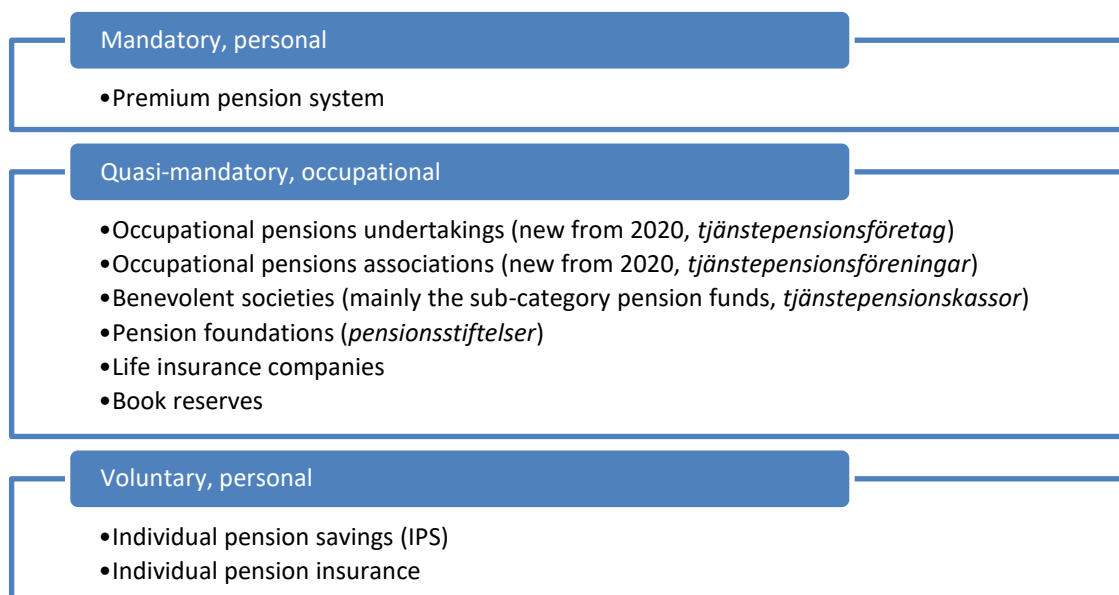 Mandatory, personal
•Premium pension system
Quasi-mandatory, occupational
•Occupational pensions undertakings (new from 2020, tjänstepensionsföretag)
•Occupational pensions associations (new from 2020, tjänstepensionsföreningar)
•Benevolent societies (mainly the sub-category pension funds, tjänstepensionskassor)
•Pension foundations (pensionsstiftelser)
•Life insurance companies
•Book reserves
Voluntary, personal
•Individual pension savings (IPS)
•Individual pension insurance